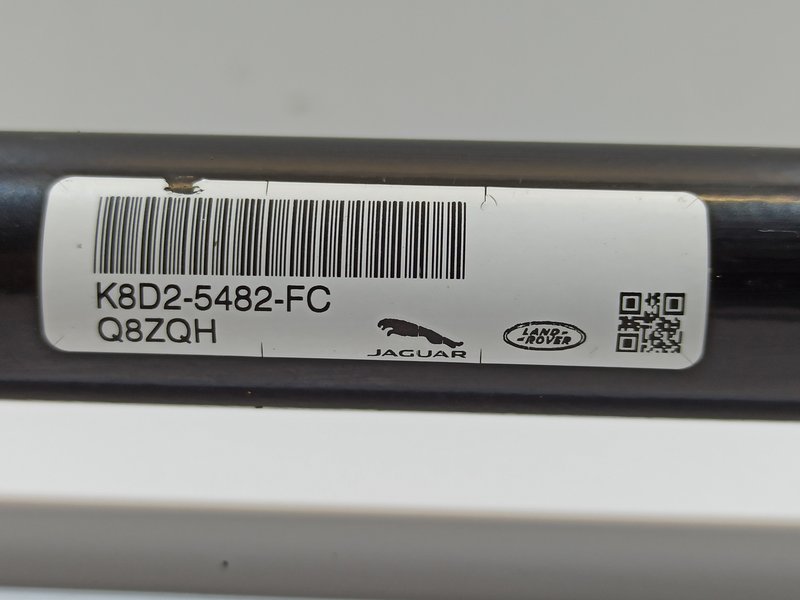 K8D2-5482-FC
Q8ZQH
JAGUAR
LAND-
-ROVER